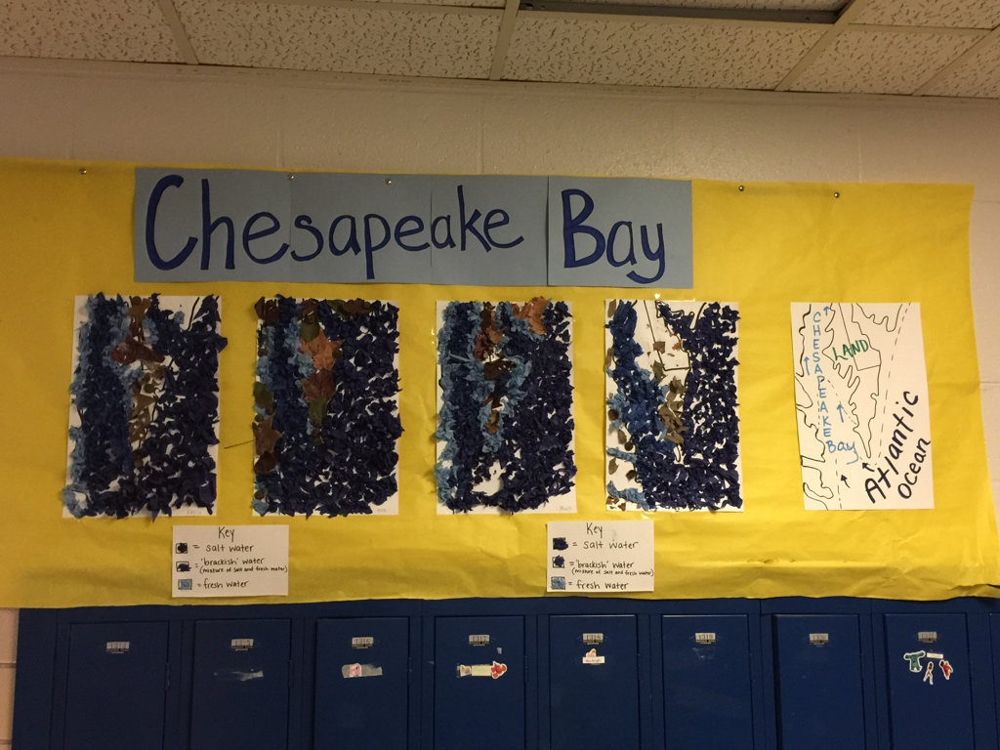 Chesapeake Bay
CHESAPEAKE
Bay
LAND
Atlantic
Ocean
Key
= salt water
= 'brackish' water
(mixture of salt and fresh water)
= fresh water
Key
= salt water
= 'brackish' water
(mixture of salt and fresh water)
= fresh water